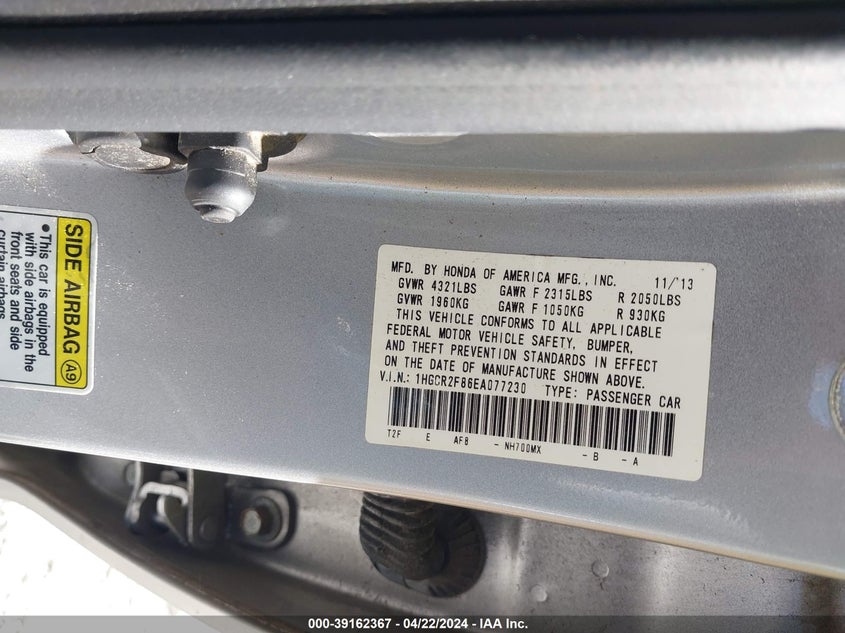 SIDE AIRBAG A9
•This car is equipped
with side airbags in the
front seats and side
curtain airbags
MFD. BY HONDA OF AMERICA MFG., INC. 11/'13
GVWR 4321LBS GAWR F 2315LBS R 2050LBS
GVWR 1960KG GAWR F 1050KG R 930KG
THIS VEHICLE CONFORMS TO ALL APPLICABLE
FEDERAL MOTOR VEHICLE SAFETY, BUMPER,
AND THEFT PREVENTION STANDARDS IN EFFECT
ON THE DATE OF MANUFACTURE SHOWN ABOVE.
V.I.N.: 1HGCR2F86EA077230 TYPE: PASSENGER CAR
T2F E AF8 - NH700MX - B - A
000-39162367 - 04/22/2024 - IAA Inc.